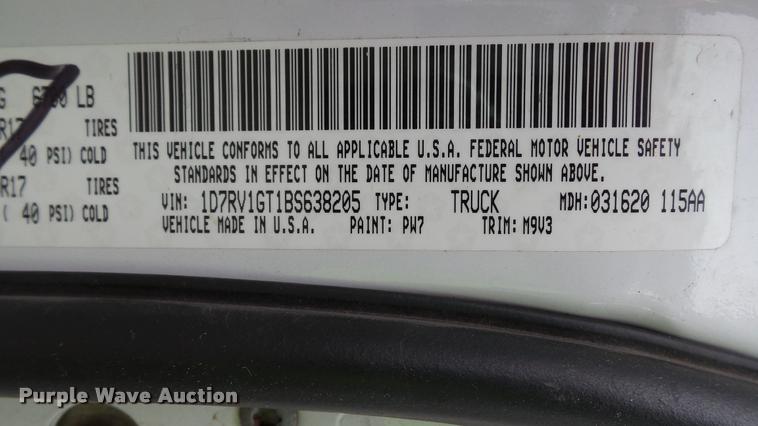 G 6700 LB
R17 TIRES
40 PSI) COLD
R17 TIRES
( 40 PSI) COLD
THIS VEHICLE CONFORMS TO ALL APPLICABLE U.S.A. FEDERAL MOTOR VEHICLE SAFETY
STANDARDS IN EFFECT ON THE DATE OF MANUFACTURE SHOWN ABOVE.
VIN: 1D7RV1GT1BS638205 TYPE: TRUCK MDH:031620 115AA
VEHICLE MADE IN U.S.A. PAINT: PW7 TRIM: M9V3
Purple Wave Auction